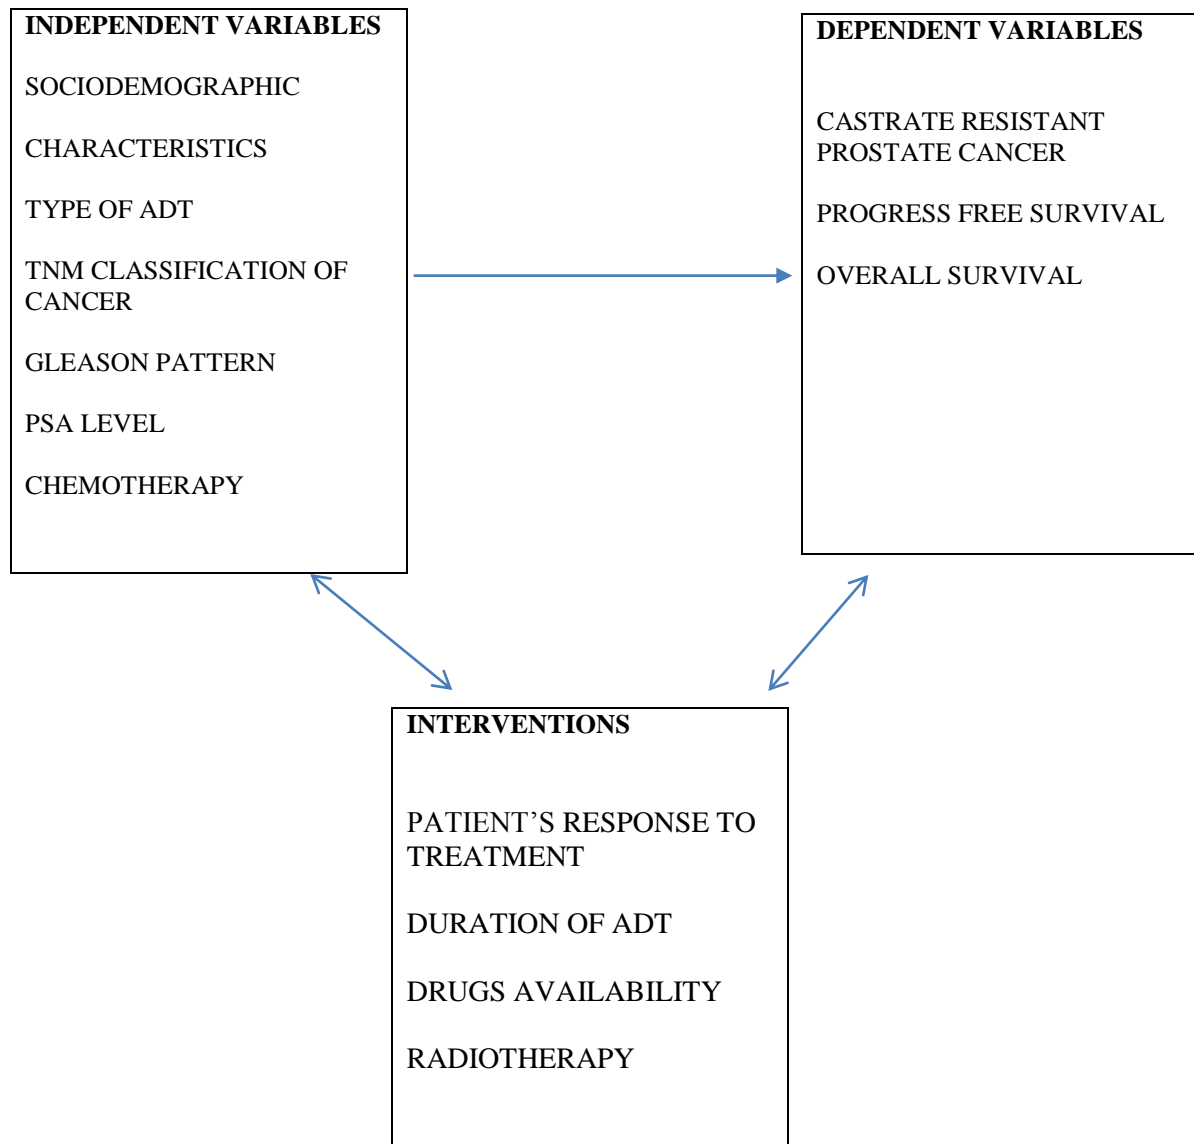 INDEPENDENT VARIABLES
SOCIODEMOGRAPHIC
CHARACTERISTICS
TYPE OF ADT
TNM CLASSIFICATION OF
CANCER
GLEASON PATTERN
PSA LEVEL
CHEMOTHERAPY
DEPENDENT VARIABLES
CASTRATE RESISTANT
PROSTATE CANCER
PROGRESS FREE SURVIVAL
OVERALL SURVIVAL
INTERVENTIONS
PATIENT’S RESPONSE TO
TREATMENT
DURATION OF ADT
DRUGS AVAILABILITY
RADIOTHERAPY